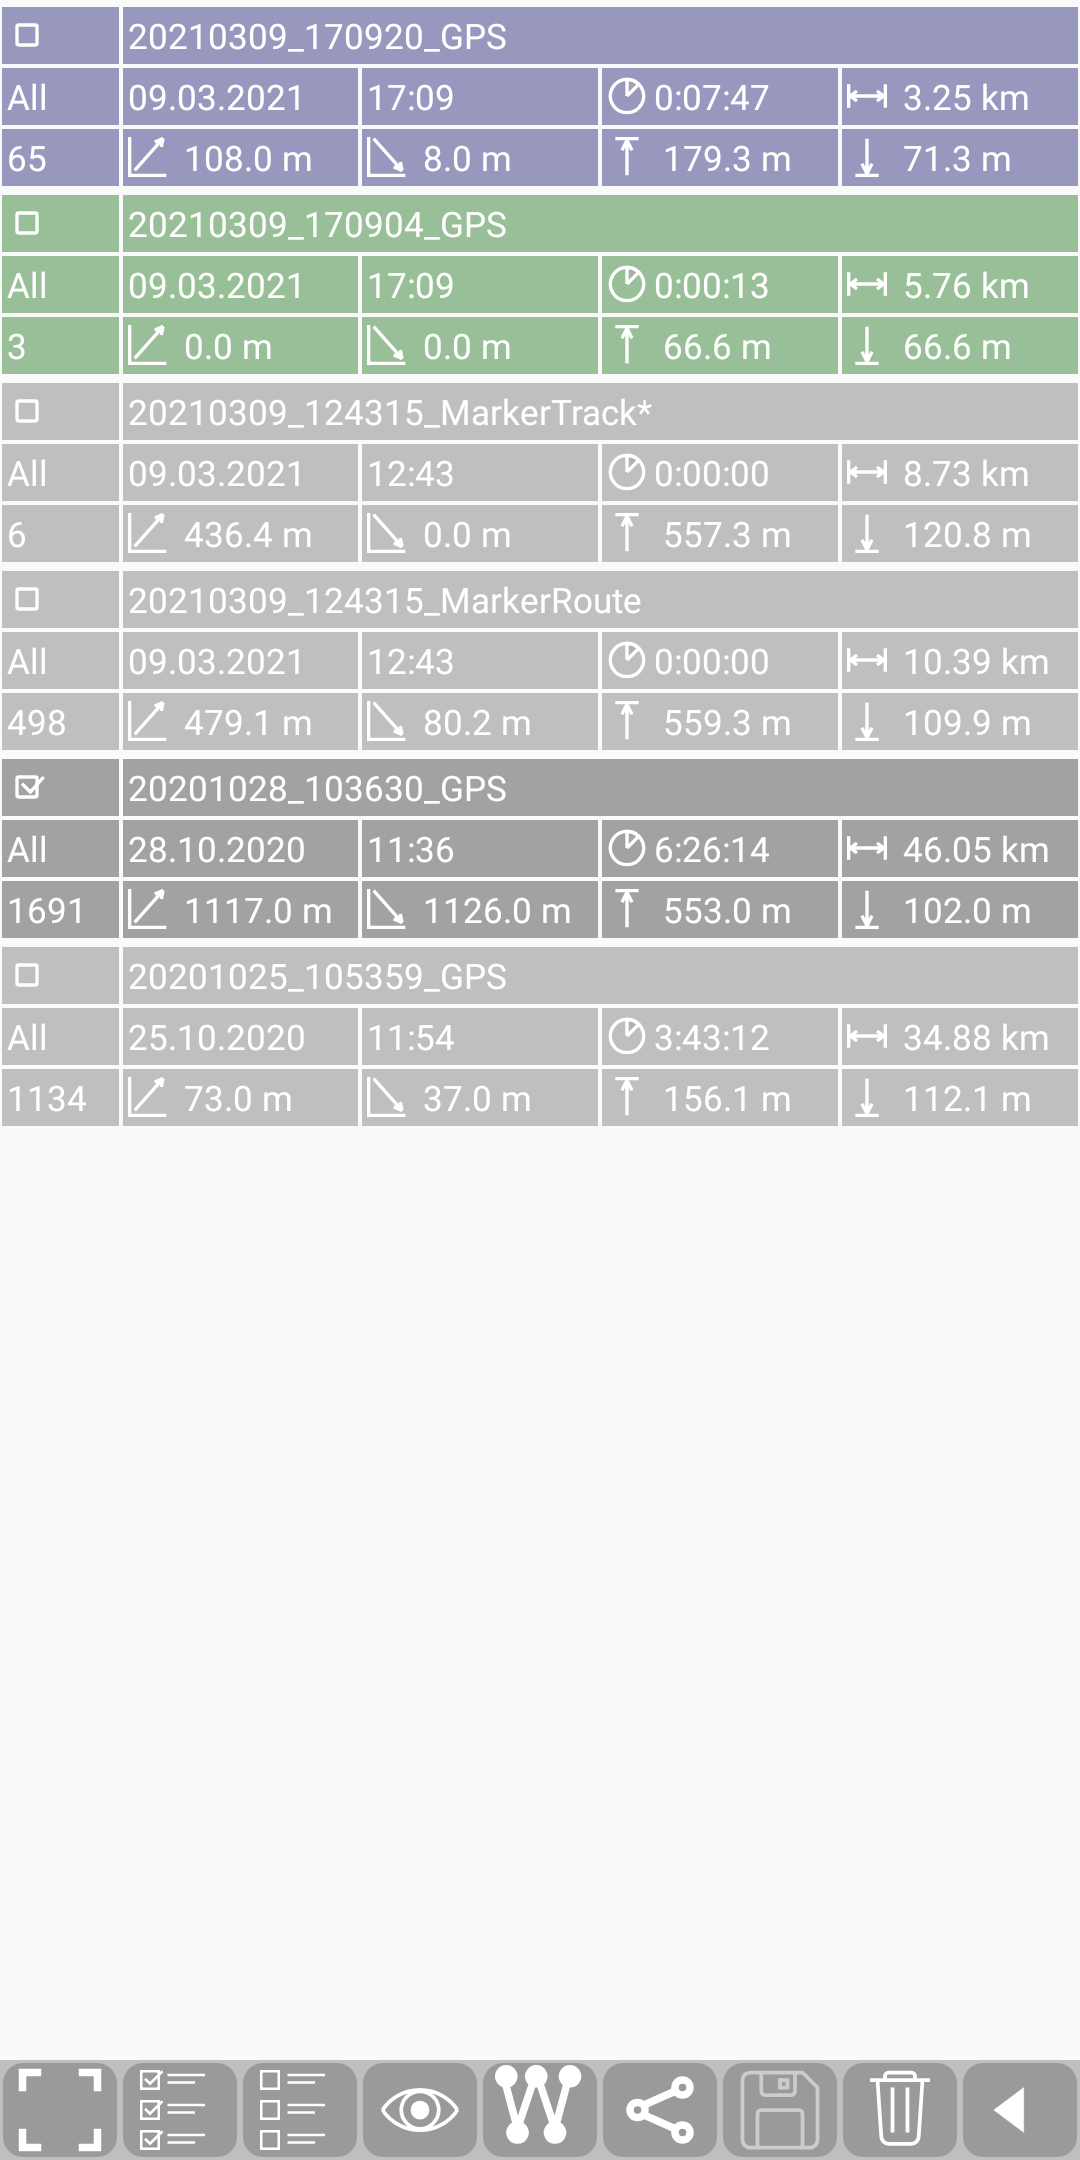 20210309_170920_GPS
All 09.03.2021 17:09 0:07:47 3.25 km
65 108.0 m 8.0 m 179.3 m 71.3 m
20210309_170904_GPS
All 09.03.2021 17:09 0:00:13 5.76 km
3 0.0 m 0.0 m 66.6 m 66.6 m
20210309_124315_MarkerTrack*
All 09.03.2021 12:43 0:00:00 8.73 km
6 436.4 m 0.0 m 557.3 m 120.8 m
20210309_124315_MarkerRoute
All 09.03.2021 12:43 0:00:00 10.39 km
498 479.1 m 80.2 m 559.3 m 109.9 m
20201028_103630_GPS
All 28.10.2020 11:36 6:26:14 46.05 km
1691 1117.0 m 1126.0 m 553.0 m 102.0 m
20201025_105359_GPS
All 25.10.2020 11:54 3:43:12 34.88 km
1134 73.0 m 37.0 m 156.1 m 112.1 m